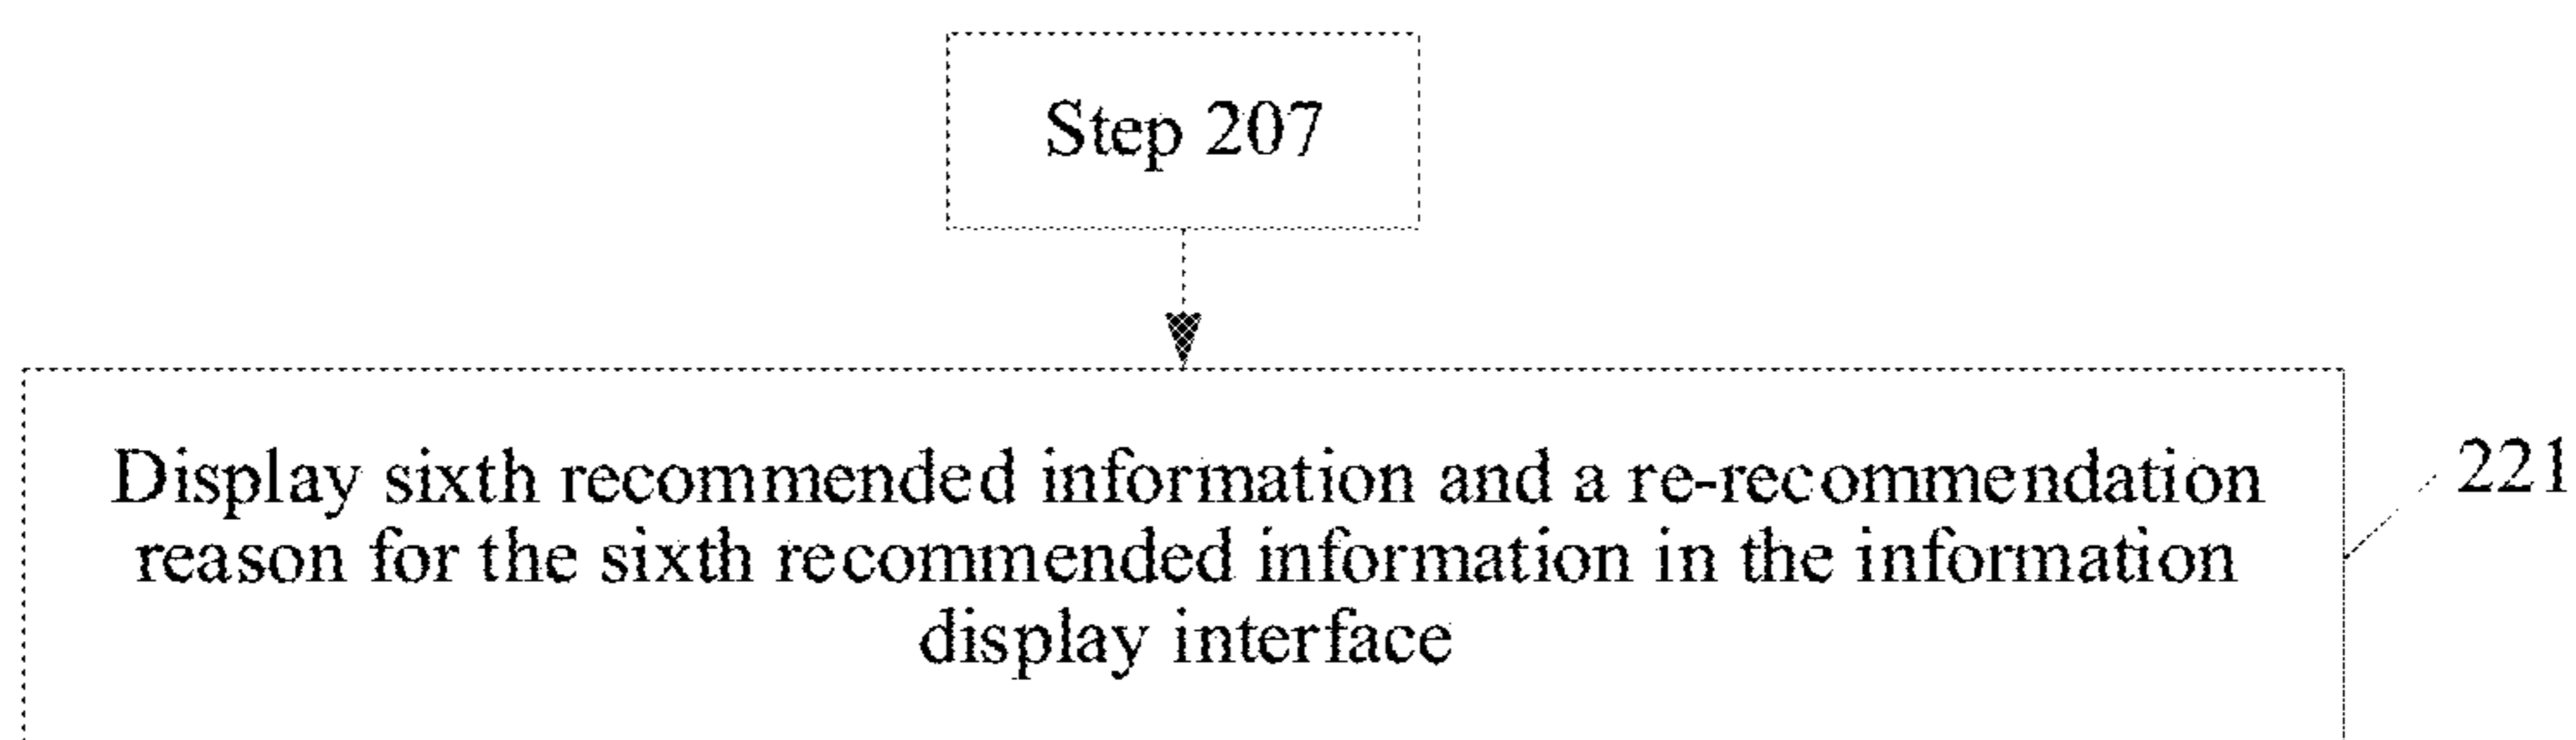 Step 207
Display sixth recommended information and a re-recommendation
reason for the sixth recommended information in the information
display interface
221